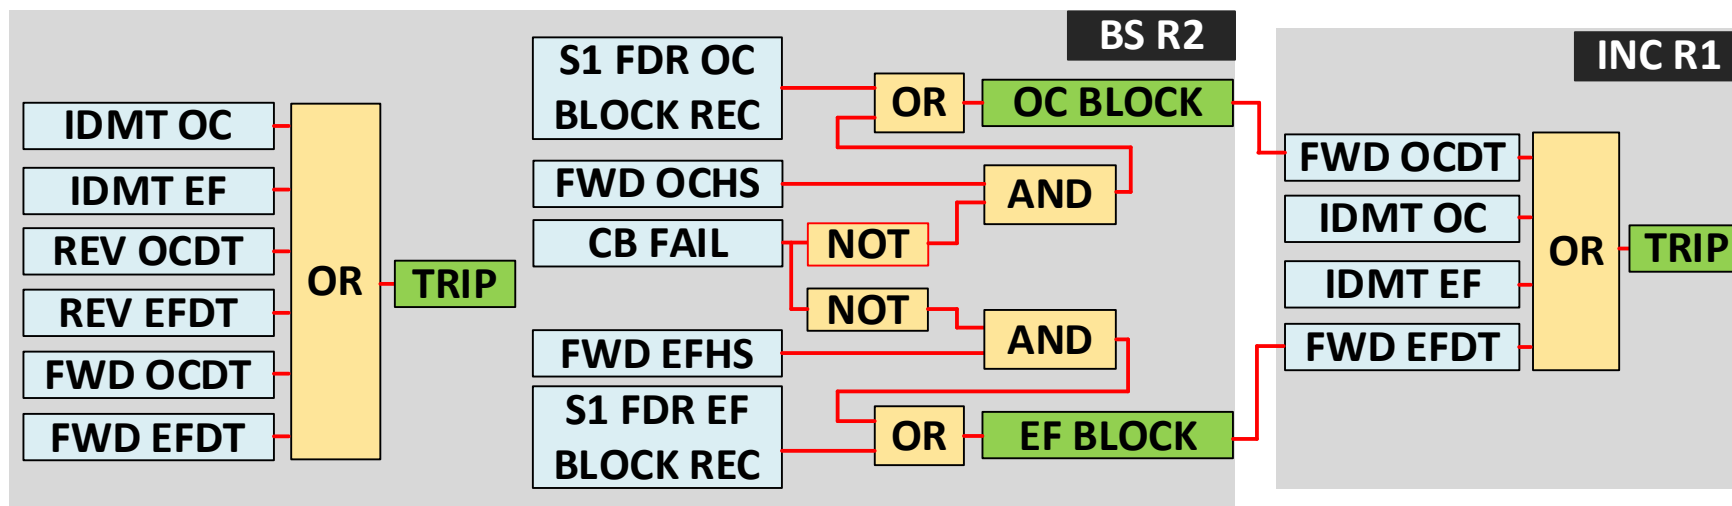 BS R2
IDMT OC
IDMT EF
REV OCDT
REV EFDT
FWD OCDT
FWD EFDT
OR
TRIP
S1 FDR OC
BLOCK REC
FWD OCHS
CB FAIL
NOT
NOT
FWD EFHS
S1 FDR EF
BLOCK REC
OR
AND
AND
OR
OC BLOCK
EF BLOCK
INC R1
FWD OCDT
IDMT OC
IDMT EF
FWD EFDT
OR
TRIP